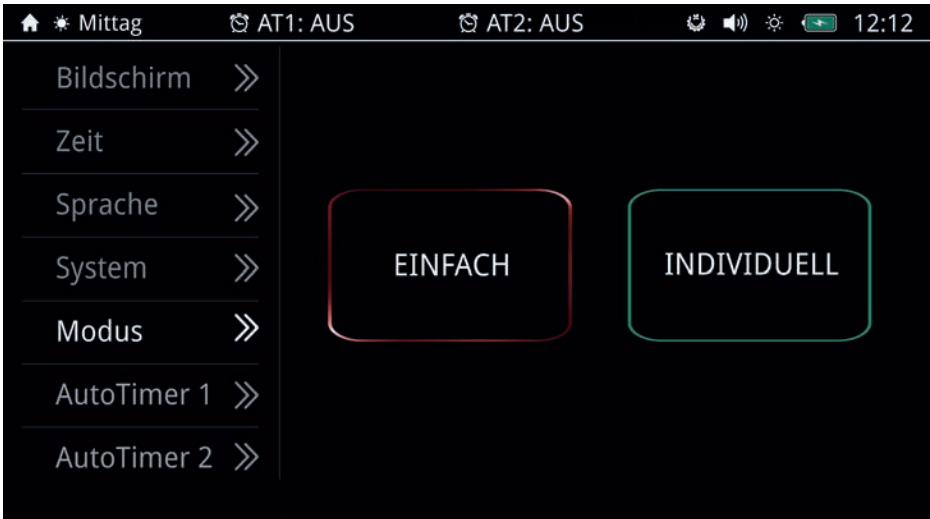 Mittag AT1: AUS AT2: AUS 12:12
Bildschirm
Zeit
Sprache
System
Modus
AutoTimer 1
AutoTimer 2
EINFACH INDIVIDUELL